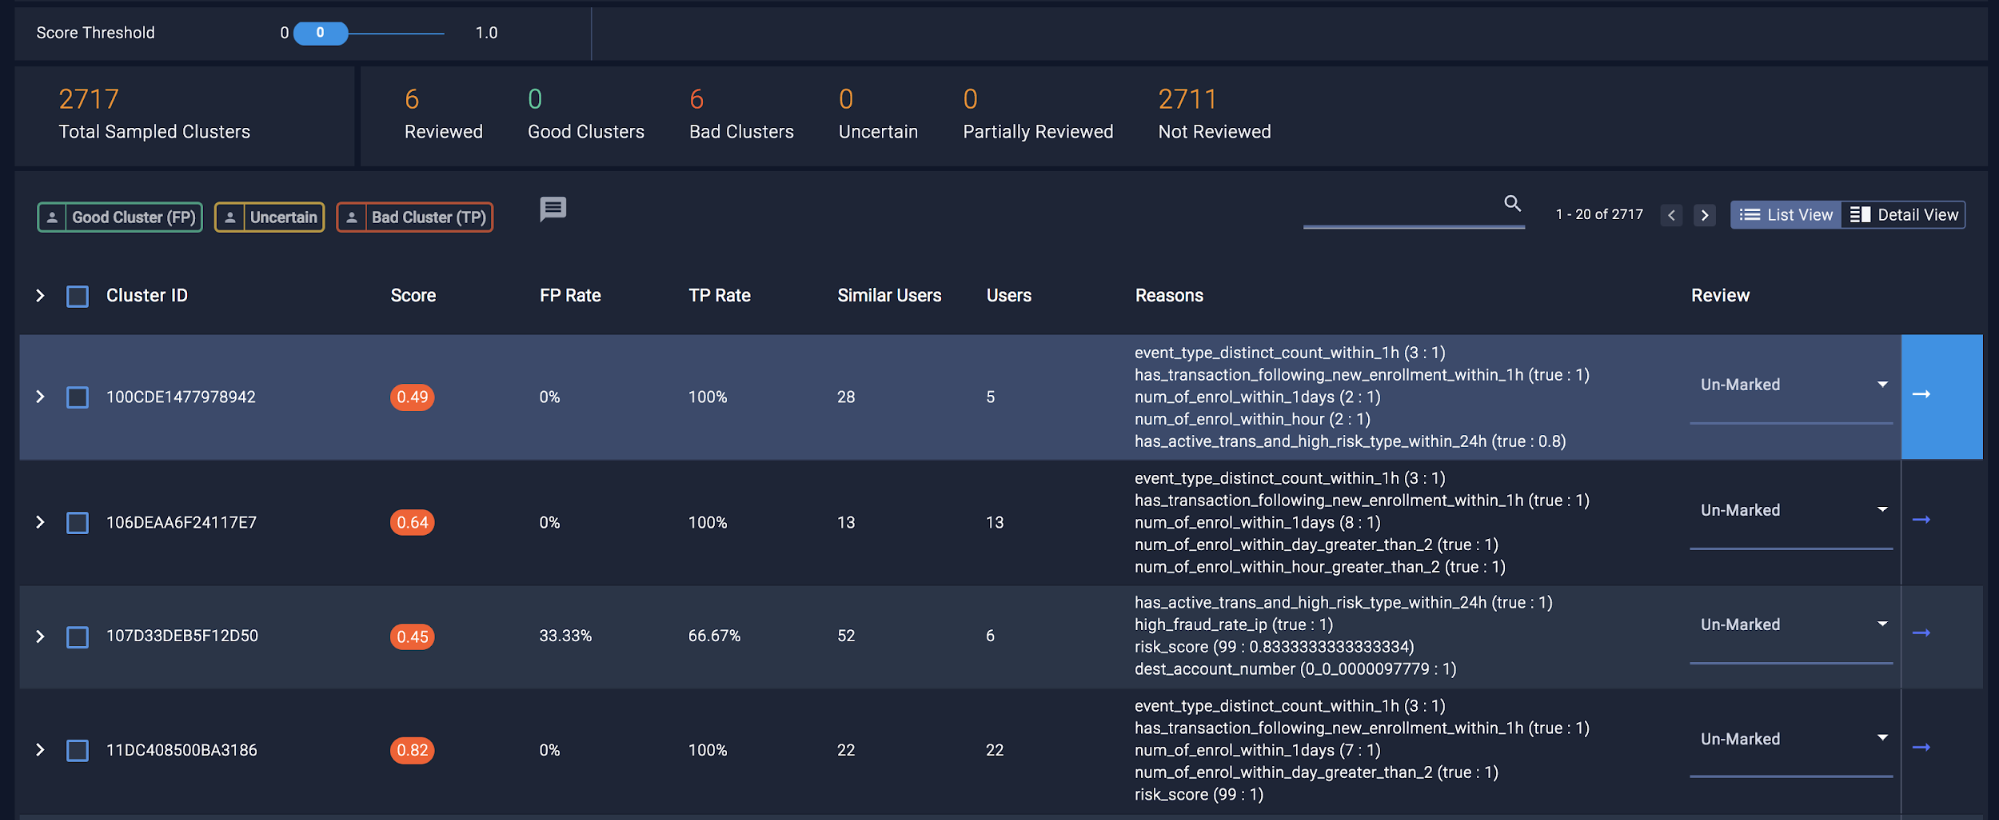 Score Threshold 0 0 1.0
2717 6 0 6 0 0 2711
Total Sampled Clusters Reviewed Good Clusters Bad Clusters Uncertain Partially Reviewed Not Reviewed
Good Cluster (FP) Uncertain Bad Cluster (TP) 1 - 20 of 2717 List View Detail View
Cluster ID Score FP Rate TP Rate Similar Users Users Reasons Review
100CDE1477978942 0.49 0% 100% 28 5
event_type_distinct_count_within_1h (3 : 1)
has_transaction_following_new_enrollment_within_1h (true : 1)
num_of_enrol_within_1days (2 : 1)
num_of_enrol_within_hour (2 : 1)
has_active_trans_and_high_risk_type_within_24h (true : 0.8)
Un-Marked
106DEAA6F24117E7 0.64 0% 100% 13 13
event_type_distinct_count_within_1h (3 : 1)
has_transaction_following_new_enrollment_within_1h (true : 1)
num_of_enrol_within_1days (8 : 1)
num_of_enrol_within_day_greater_than_2 (true : 1)
num_of_enrol_within_hour_greater_than_2 (true : 1)
Un-Marked
107D33DEB5F12D50 0.45 33.33% 66.67% 52 6
has_active_trans_and_high_risk_type_within_24h (true : 1)
high_fraud_rate_ip (true : 1)
risk_score (99 : 0.8333333333333334)
dest_account_number (0_0_0000097779 : 1)
Un-Marked
11DC408500BA3186 0.82 0% 100% 22 22
event_type_distinct_count_within_1h (3 : 1)
has_transaction_following_new_enrollment_within_1h (true : 1)
num_of_enrol_within_1days (7 : 1)
num_of_enrol_within_day_greater_than_2 (true : 1)
risk_score (99 : 1)
Un-Marked